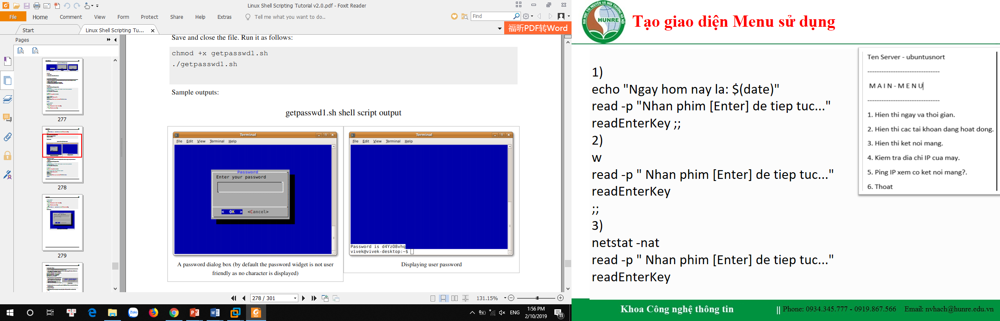 Linux Shell Scripting Tutorial v2.0.pdf - Foxit Reader
File Home Comment View Form Protect Share Help Extras Tell me what you want to do.. Find
Start Linux Shell Scripting Tu... 福昕PDF转Word
Pages
277
278
279
Save and close the file. Run it as follows:
chmod +x getpasswd1.sh
./getpasswd1.sh
Sample outputs:
getpasswd1.sh shell script output
Terminal
File Edit View Terminal Help
Password
Enter your password
< OK > <Cancel>
A password dialog box (by default the password widget is not user
friendly as no character is displayed)
Terminal
File Edit View Terminal Help
Password is d4YzO8vhq
vivek@vivek-desktop:~$
Displaying user password
278 / 301
131.15%
Zalo
ENG
1:56 PM
2/10/2019
11
ĐẠI HỌC TÀI NGUYÊN VÀ MÔI TRƯỜNG HÀ NỘI
HUNRE
Tạo giao diện Menu sử dụng
1)
echo "Ngay hom nay la: $(date)"
read -p "Nhan phim [Enter] de tiep tuc..."
readEnterKey ;;
2)
w
read -p " Nhan phim [Enter] de tiep tuc..."
readEnterKey
;;
3)
netstat -nat
read -p " Nhan phim [Enter] de tiep tuc..."
readEnterKey
Ten Server - ubuntusnort
-------------------------------
M A I N - M E N U
-------------------------------
1. Hien thi ngay va thoi gian.
2. Hien thi cac tai khoan dang hoat dong.
3. Hien thi ket noi mang.
4. Kiem tra dia chi IP cua may.
5. Ping IP xem co ket noi mang?.
6. Thoat
Khoa Công nghệ thông tin || Phone: 0934.345.777 - 0919.867.566 Email: nvhach@hunre.edu.vn